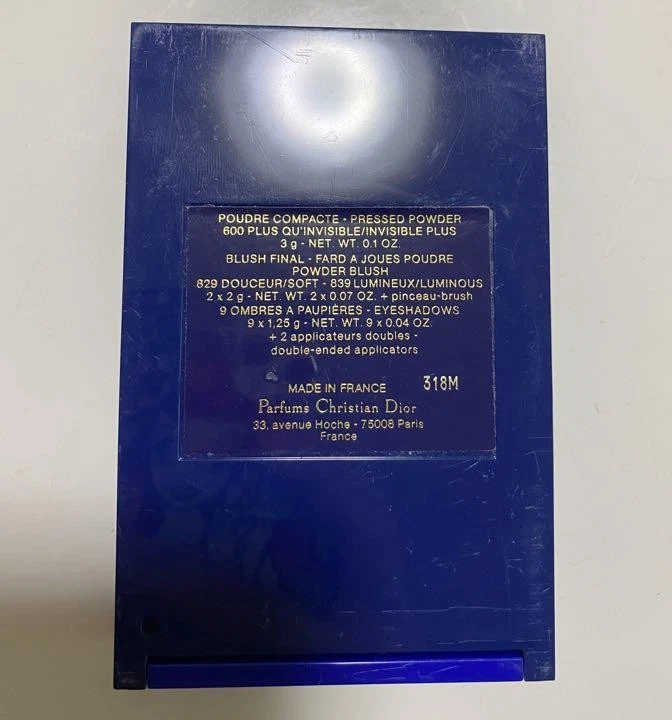 POUDRE COMPACTE - PRESSED POWDER
600 PLUS QU'INVISIBLE/INVISIBLE PLUS
3 g - NET. WT. 0.1 OZ.
BLUSH FINAL - FARD A JOUES POUDRE
POWDER BLUSH
829 DOUCEUR/SOFT - 839 LUMINEUX/LUMINOUS
2 x 2 g - NET. WT. 2 x 0.07 OZ. + pinceau-brush
9 OMBRES A PAUPIÈRES - EYESHADOWS
9 x 1,25 g - NET. WT. 9 x 0.04 OZ.
+ 2 applicateurs doubles -
double-ended applicators
MADE IN FRANCE 318M
Parfums Christian Dior
33, avenue Hoche - 75008 Paris
France